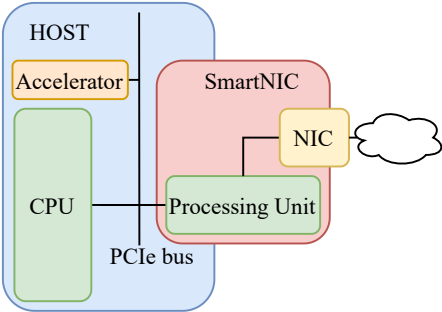 HOST
Accelerator
SmartNIC
NIC
CPU
Processing Unit
PCIe bus